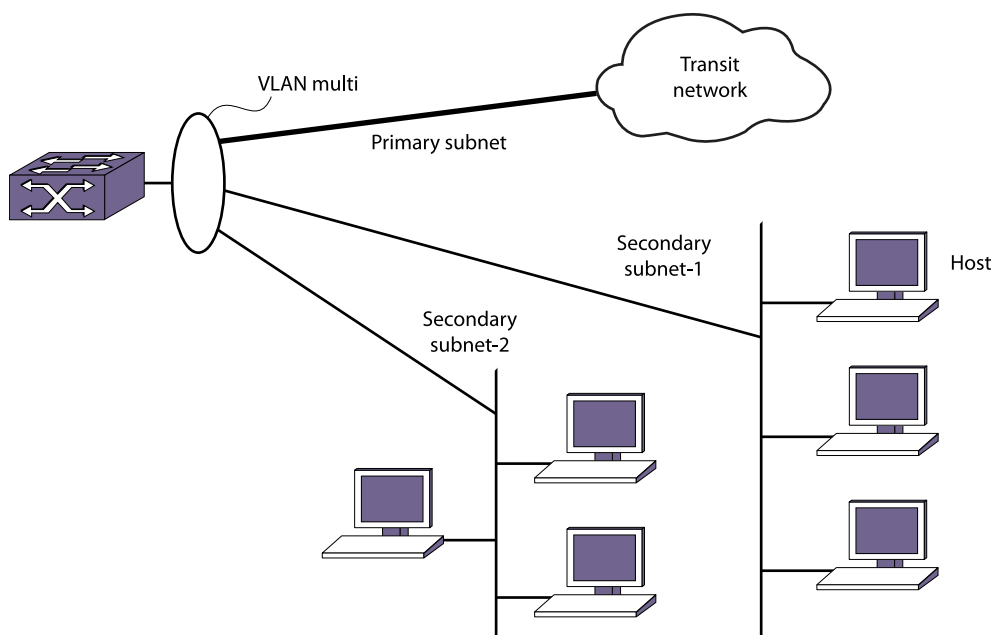 VLAN multi
Transit
network
Primary subnet
Secondary
subnet-1
Host
Secondary
subnet-2